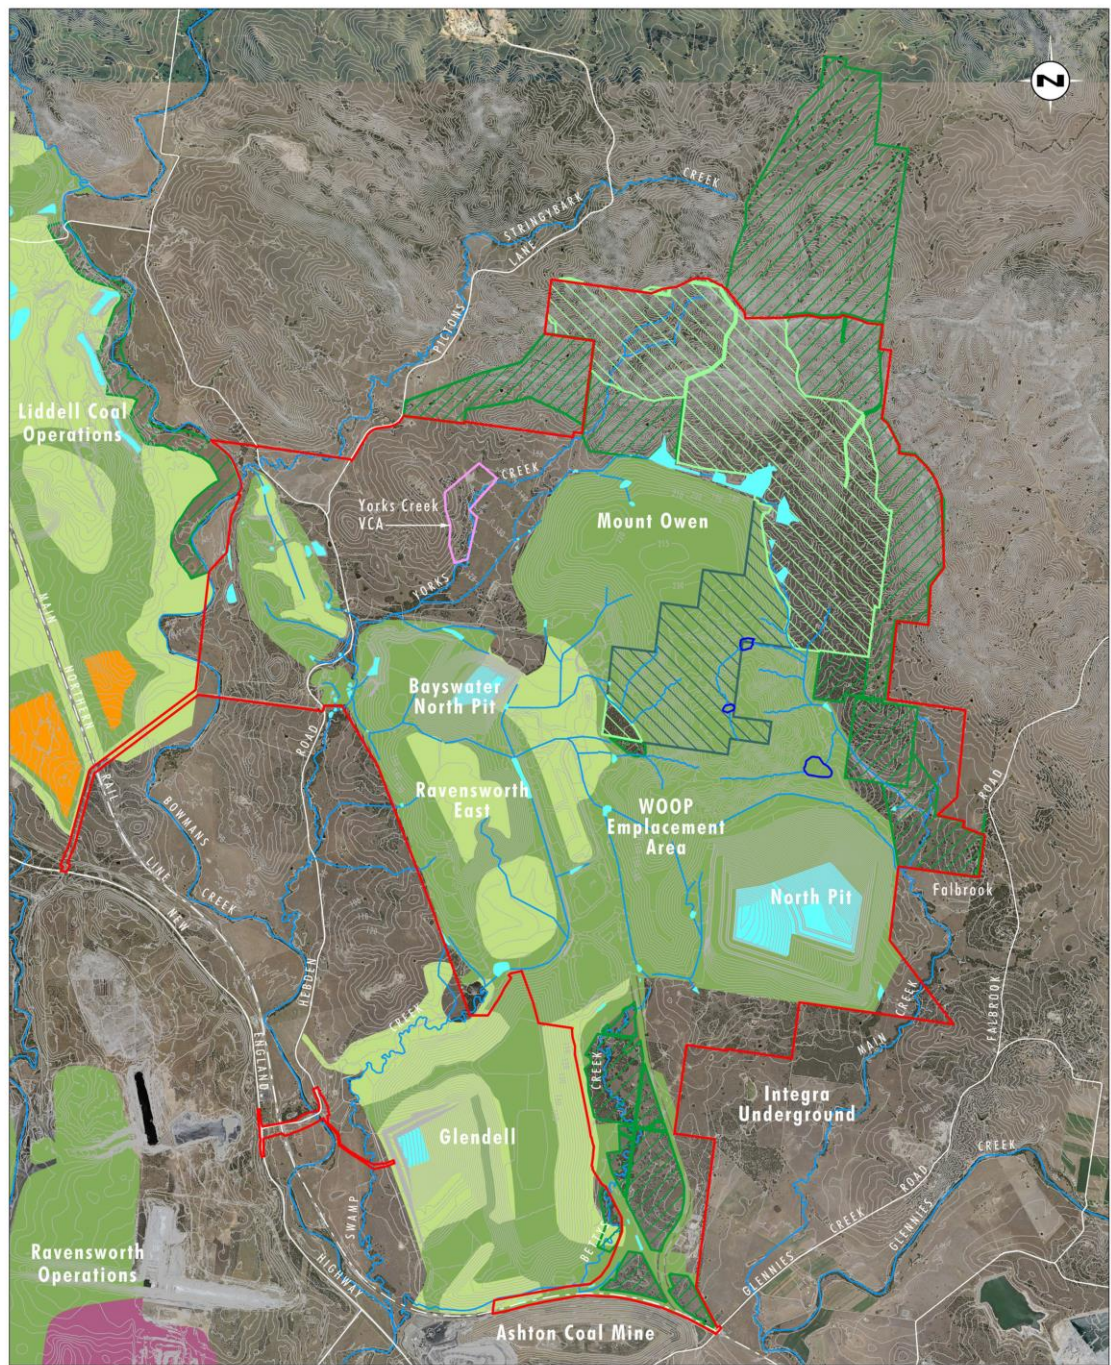 N
CREEK
STRINGYBARK
LANE
PICTONS
Liddell Coal
Operations
CREEK
Yorks Creek
VCA
Mount Owen
YORKS
MAIN
NORTHERN
RAIL
LINE
Bayswater
North Pit
ROAD
ROAD
BOWMANS
CREEK
Ravensworth
East
WOOP
Emplacement
Area
North Pit
Falbrook
NEW
HEBDEN
CREEK
CREEK
MAIN
FALBROOK
ENGLAND
CREEK
Integra
Underground
Glendell
CREEK
ROAD
SWAMP
GLENNIES
CREEK
BETTYS
Ravensworth
Operations
HIGHWAY
GLENNIES
Ashton Coal Mine